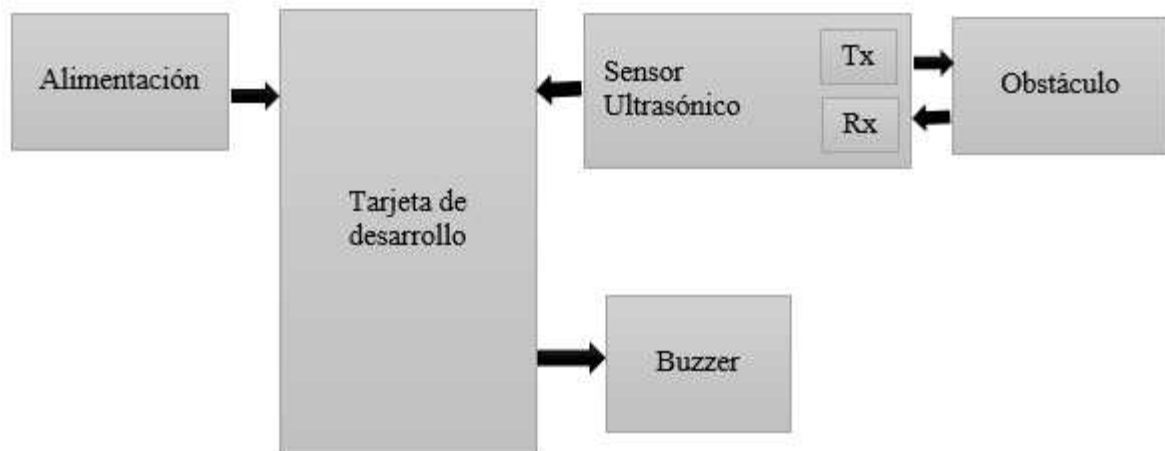 Alimentación
Tarjeta de
desarrollo
Sensor
Ultrasónico
Tx
Rx
Obstáculo
Buzzer